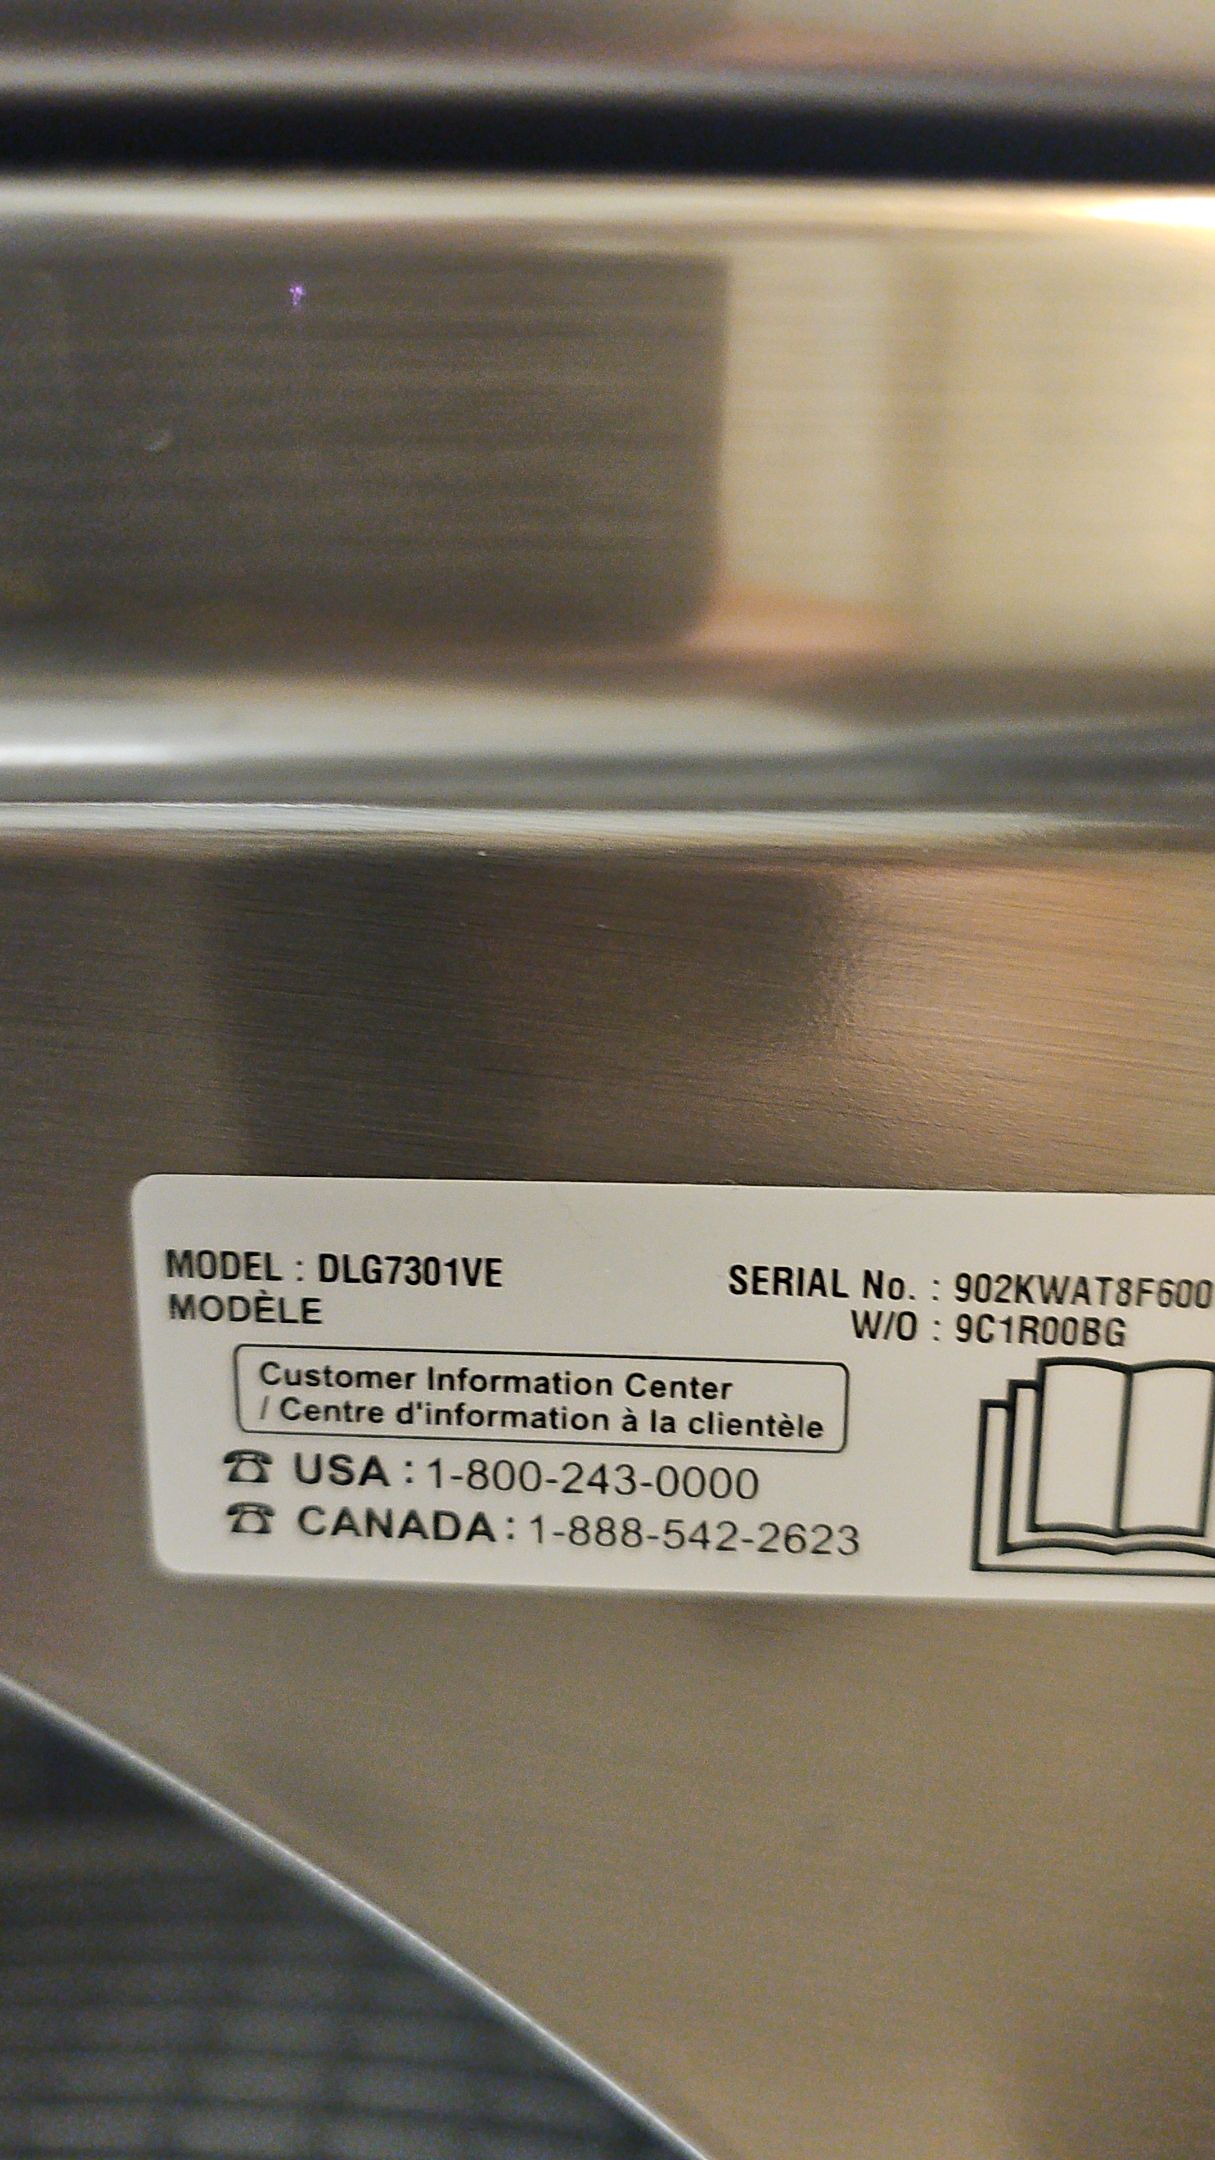 MODEL : DLG7301VE
MODÈLE
SERIAL No. : 902KWAT8F600
W/O : 9C1R00BG
Customer Information Center
/ Centre d'information à la clientèle
☎ USA : 1-800-243-0000
☎ CANADA : 1-888-542-2623